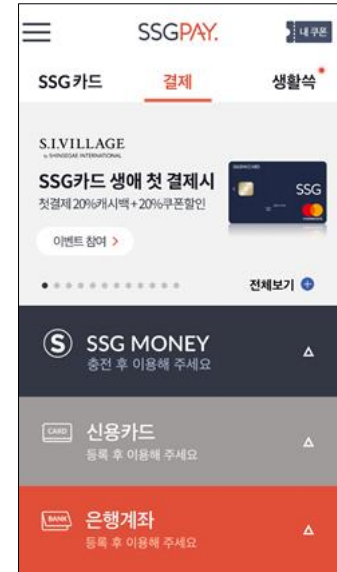 SSGPAY.
내 쿠폰
SSG카드
결제
생활쓱
S.I.VILLAGE
by SHINSEGAE INTERNATIONAL
SSG카드 생애 첫 결제시
첫결제 20%캐시백+20%쿠폰할인
이벤트 참여 >
SSG
전체보기
S SSG MONEY
충전 후 이용해 주세요
CARD 신용카드
등록 후 이용해 주세요
BANK 은행계좌
등록 후 이용해 주세요